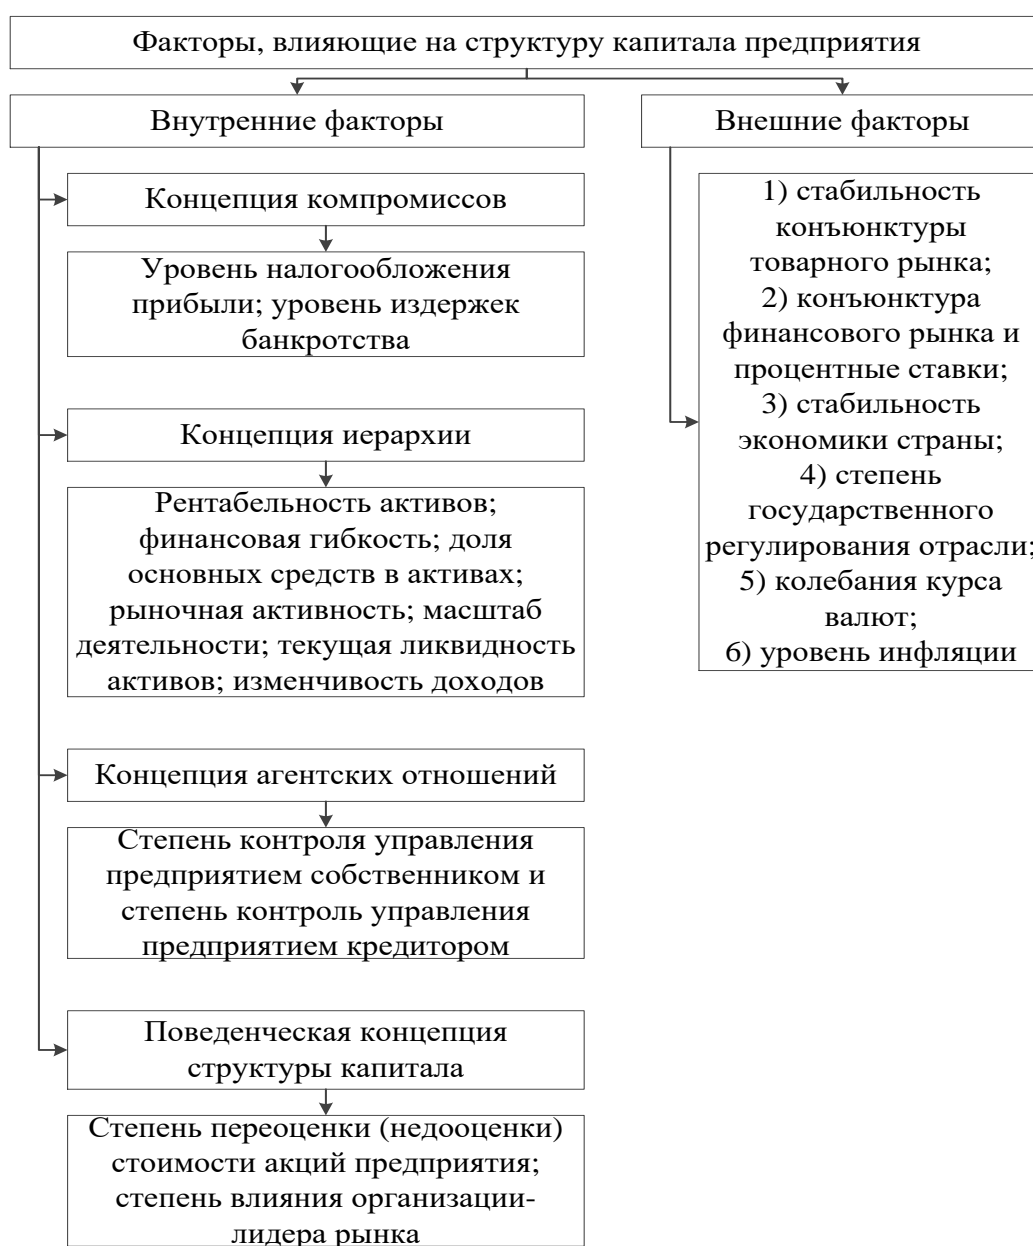 Факторы, влияющие на структуру капитала предприятия
Внутренние факторы
Концепция компромиссов
Уровень налогообложения
прибыли; уровень издержек
банкротства
Концепция иерархии
Рентабельность активов;
финансовая гибкость; доля
основных средств в активах;
рыночная активность; масштаб
деятельности; текущая ликвидность
активов; изменчивость доходов
Концепция агентских отношений
Степень контроля управления
предприятием собственником и
степень контроль управления
предприятием кредитором
Поведенческая концепция
структуры капитала
Степень переоценки (недооценки)
стоимости акций предприятия;
степень влияния организации-
лидера рынка
Внешние факторы
1) стабильность
конъюнктуры
товарного рынка;
2) конъюнктура
финансового рынка и
процентные ставки;
3) стабильность
экономики страны;
4) степень
государственного
регулирования отрасли;
5) колебания курса
валют;
6) уровень инфляции